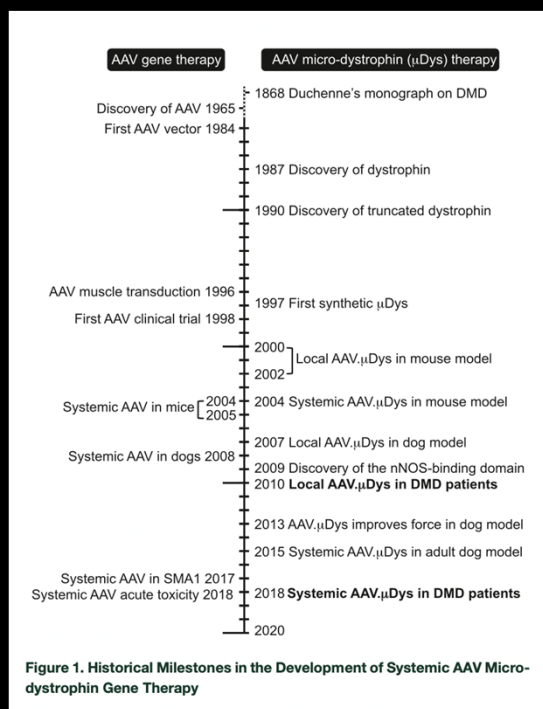 AAV gene therapy
AAV micro-dystrophin (μDys) therapy
1868 Duchenne's monograph on DMD
Discovery of AAV 1965
First AAV vector 1984
1987 Discovery of dystrophin
1990 Discovery of truncated dystrophin
AAV muscle transduction 1996
1997 First synthetic μDys
First AAV clinical trial 1998
2000
Local AAV.μDys in mouse model
2002
Systemic AAV in mice
2004
2005
2004 Systemic AAV.μDys in mouse model
2007 Local AAV.μDys in dog model
Systemic AAV in dogs 2008
2009 Discovery of the nNOS-binding domain
2010 Local AAV.μDys in DMD patients
2013 AAV.μDys improves force in dog model
2015 Systemic AAV.μDys in adult dog model
Systemic AAV in SMA1 2017
Systemic AAV acute toxicity 2018
2018 Systemic AAV.μDys in DMD patients
2020
Figure 1. Historical Milestones in the Development of Systemic AAV Micro-
dystrophin Gene Therapy